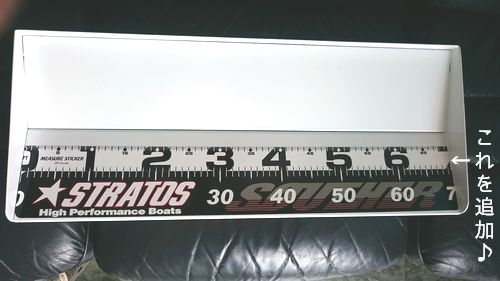 MEASURE STICKER
1 2 3 4 5 6
STRATOS
High Performance Boats
0 30 40 50 60 7
これを追加♪
←